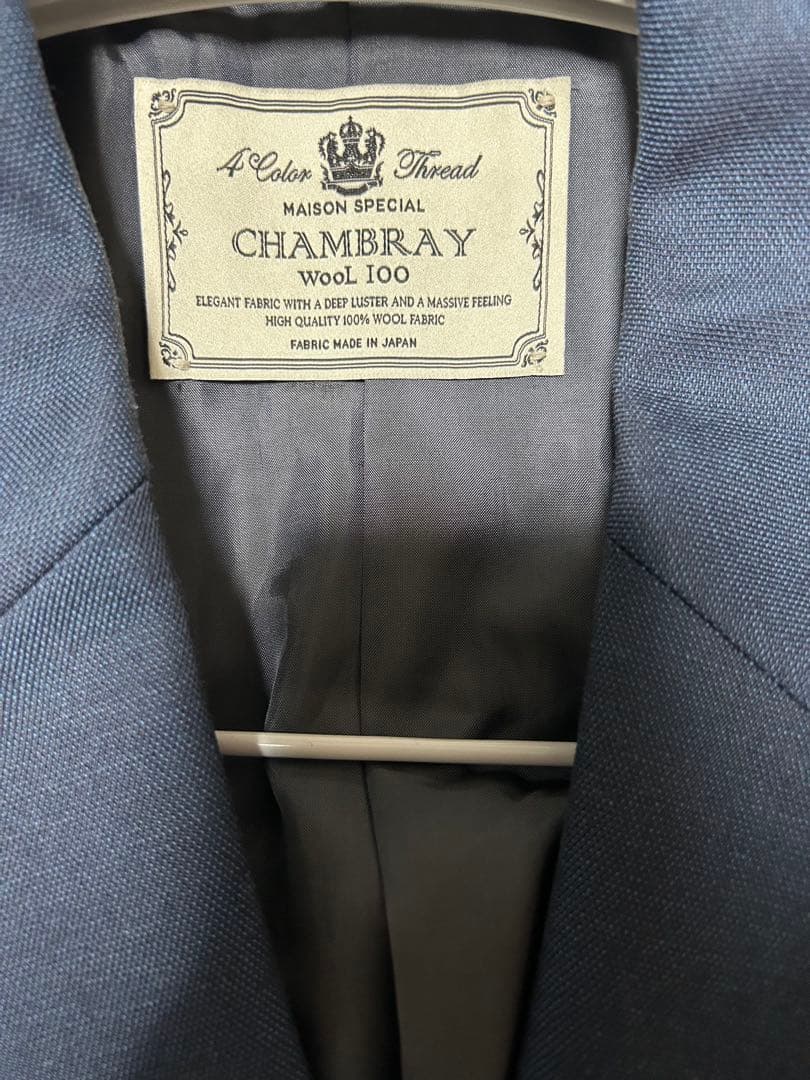 4 Color Thread
MAISON SPECIAL
CHAMBRAY
WOOL 100
ELEGANT FABRIC WITH A DEEP LUSTER AND A MASSIVE FEELING
HIGH QUALITY 100% WOOL FABRIC
FABRIC MADE IN JAPAN